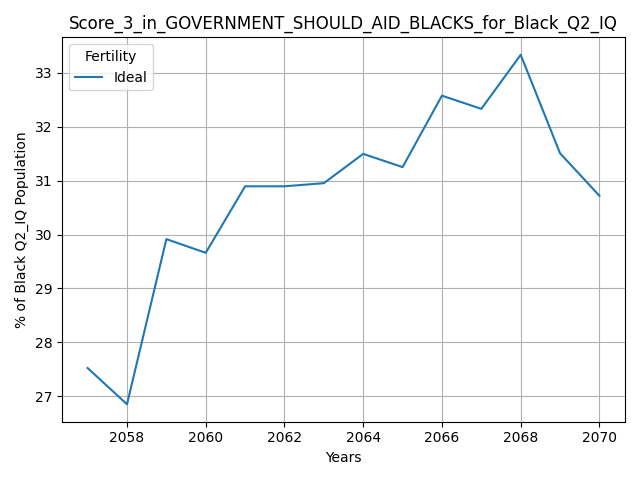 Score_3_in_GOVERNMENT_SHOULD_AID_BLACKS_for_Black_Q2_IQ
Fertility
Ideal
% of Black Q2_IQ Population
33
32
31
30
29
28
27
2058 2060 2062 2064 2066 2068 2070
Years